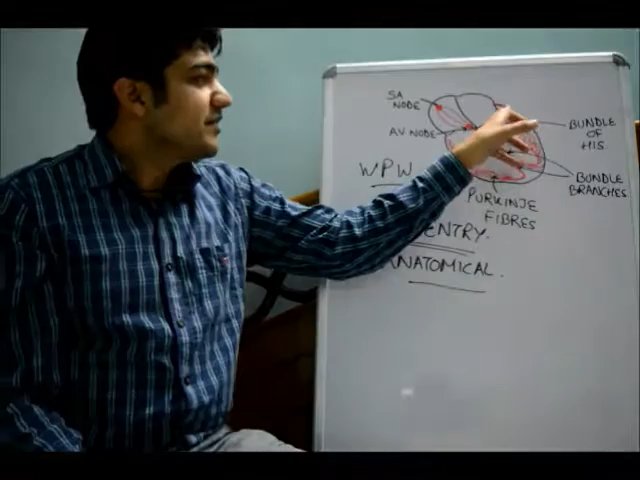 SA
NODE
AV NODE
BUNDLE
OF
HIS
WPW
BUNDLE
BRANCHES
PURKINJE
FIBRES
ENTRY.
ANATOMICAL.